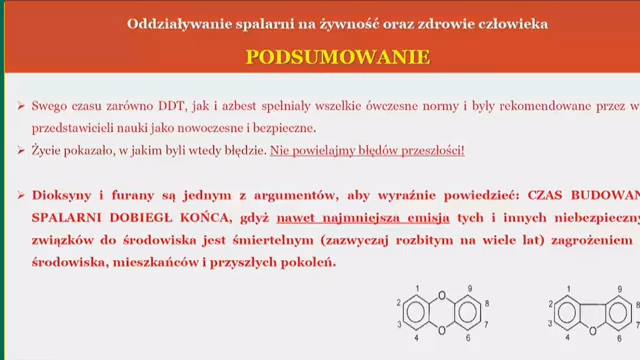 Oddziaływanie spalarni na żywność oraz zdrowie człowieka
PODSUMOWANIE
➢ Swego czasu zarówno DDT, jak i azbest spełniały wszelkie ówczesne normy i były rekomendowane przez w
przedstawicieli nauki jako nowoczesne i bezpieczne.
➢ Życie pokazało, w jakim byli wtedy błędzie. Nie powielajmy błędów przeszłości!
➢ Dioksyny i furany są jednym z argumentów, aby wyraźnie powiedzieć: CZAS BUDOWAN
SPALARNI DOBIEGŁ KOŃCA, gdyż nawet najmniejsza emisja tych i innych niebezpieczny
związków do środowiska jest śmiertelnym (zazwyczaj rozbitym na wiele lat) zagrożeniem
środowiska, mieszkańców i przyszłych pokoleń.
1 O 9
2 8
3 7
4 O 6
1 9
2 8
3 7
4 O 6